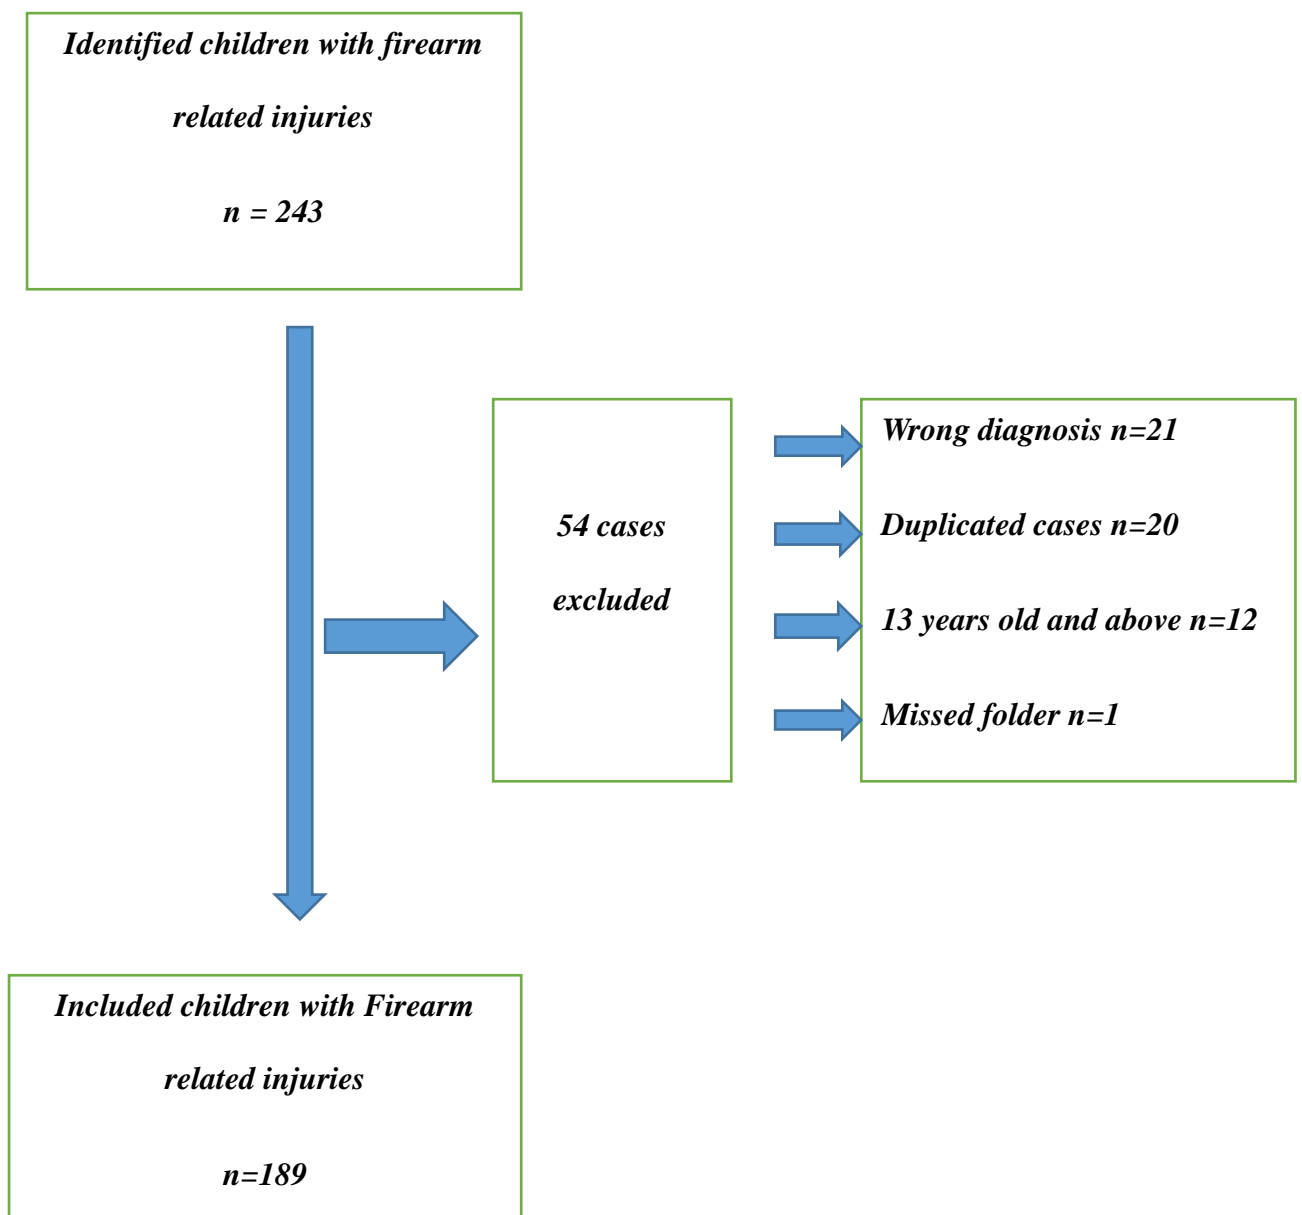 Identified children with firearm
related injuries
n = 243
54 cases
excluded
Wrong diagnosis n=21
Duplicated cases n=20
13 years old and above n=12
Missed folder n=1
Included children with Firearm
related injuries
n=189